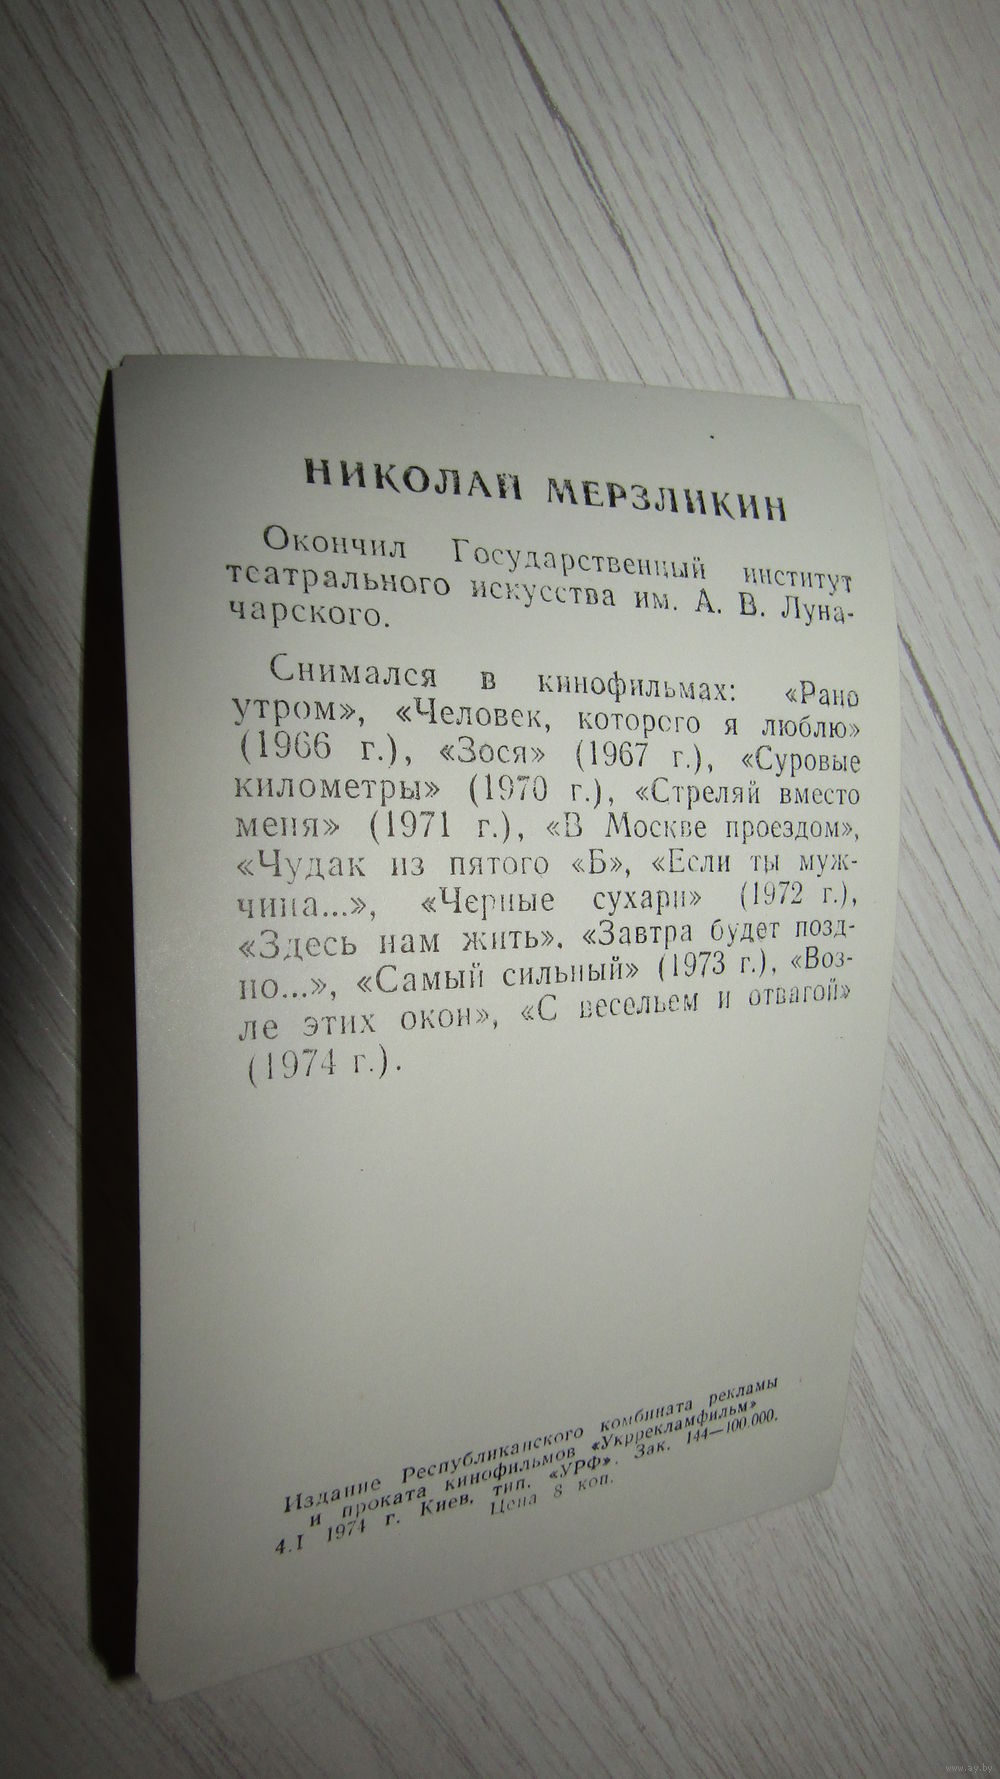 НИКОЛАЙ МЕРЗЛИКИН
Окончил Государственный институт
театрального искусства им. А. В. Луна-
чарского.
Снимался в кинофильмах: «Рано
утром», «Человек, которого я люблю»
(1966 г.), «Зося» (1967 г.), «Суровые
километры» (1970 г.), «Стреляй вместо
меня» (1971 г.), «В Москве проездом»,
«Чудак из пятого «Б», «Если ты муж-
чина...», «Черные сухари» (1972 г.),
«Здесь нам жить», «Завтра будет позд-
но...», «Самый сильный» (1973 г.), «Воз-
ле этих окон», «С весельем и отвагой»
(1974 г.).
Издание Республиканского комбината рекламы
и проката кинофильмов «Укррекламфильм»
4.I 1974 г. Киев, тип. «УРФ». Зак. 144—100.000.
Цена 8 коп.
www.ay.by